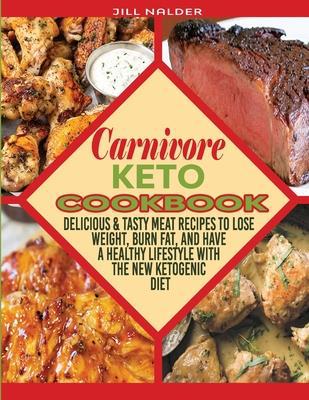 JILL NALDER
Carnivore
KETO
COOKBOOK
DELICIOUS & TASTY MEAT RECIPES TO LOSE
WEIGHT, BURN FAT, AND HAVE
A HEALTHY LIFESTYLE WITH
THE NEW KETOGENIC
DIET